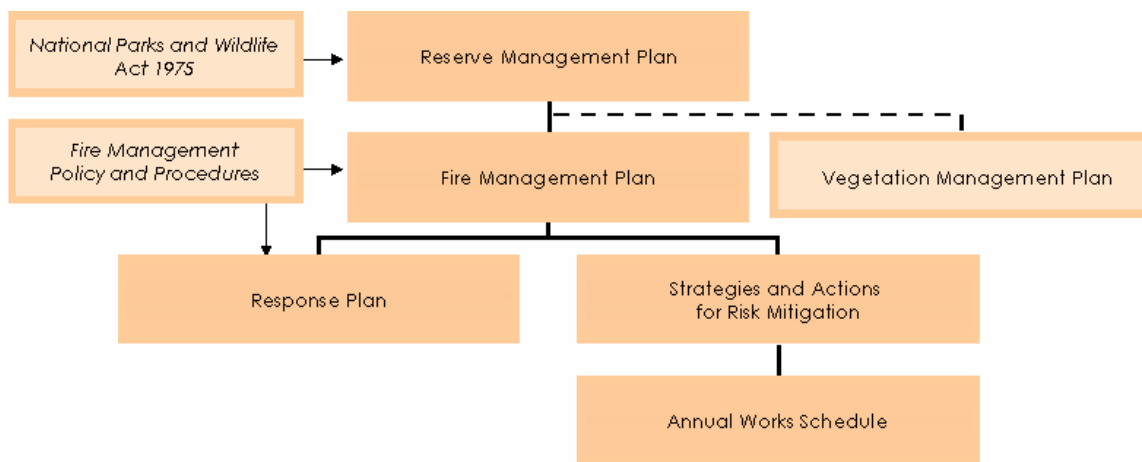 National Parks and Wildlife
Act 1975
Reserve Management Plan
Fire Management
Policy and Procedures
Fire Management Plan
Vegetation Management Plan
Response Plan
Strategies and Actions
for Risk Mitigation
Annual Works Schedule